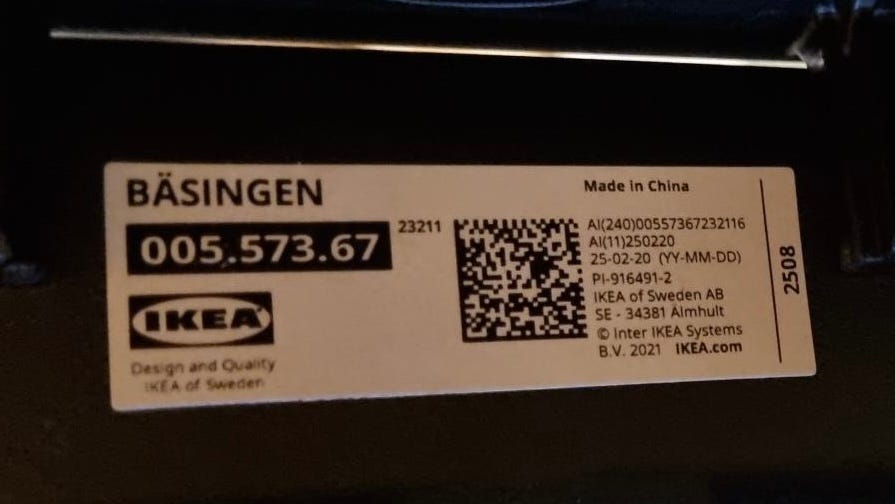 BÄSINGEN
005.573.67
23211
IKEA
Design and Quality
IKEA of Sweden
Made in China
AI(240)00557367232116
AI(11)250220
25-02-20 (YY-MM-DD)
PI-916491-2
IKEA of Sweden AB
SE - 34381 Älmhult
© Inter IKEA Systems
B.V. 2021 IKEA.com
2508